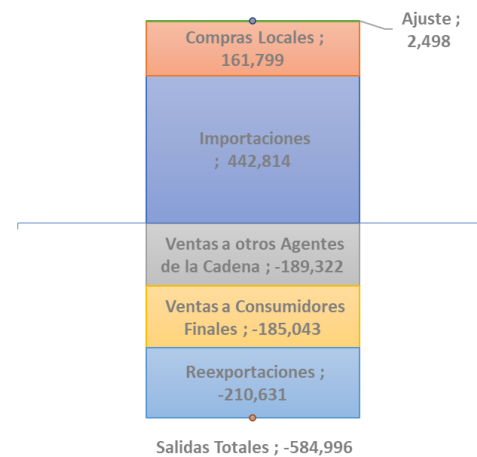 Ajuste ;
2,498
Compras Locales ;
161,799
Importaciones
; 442,814
Ventas a otros Agentes
de la Cadena ; -189,322
Ventas a Consumidores
Finales ; -185,043
Reexportaciones ;
-210,631
Salidas Totales ; -584,996